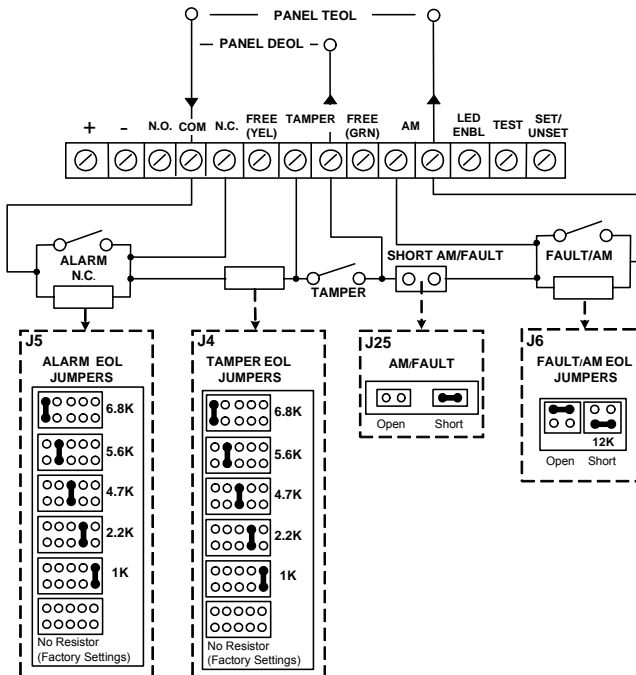 PANEL TEOL
PANEL DEOL
+ - N.O. COM N.C. FREE (YEL) TAMPER FREE (GRN) AM LED ENBL TEST SET/ UNSET
ALARM N.C.
TAMPER
SHORT AM/FAULT
FAULT/AM
J5
ALARM EOL
JUMPERS
6.8K
5.6K
4.7K
2.2K
1K
No Resistor
(Factory Settings)
J4
TAMPER EOL
JUMPERS
6.8K
5.6K
4.7K
2.2K
1K
No Resistor
(Factory Settings)
J25
AM/FAULT
Open Short
J6
FAULT/AM EOL
JUMPERS
12K
Open Short